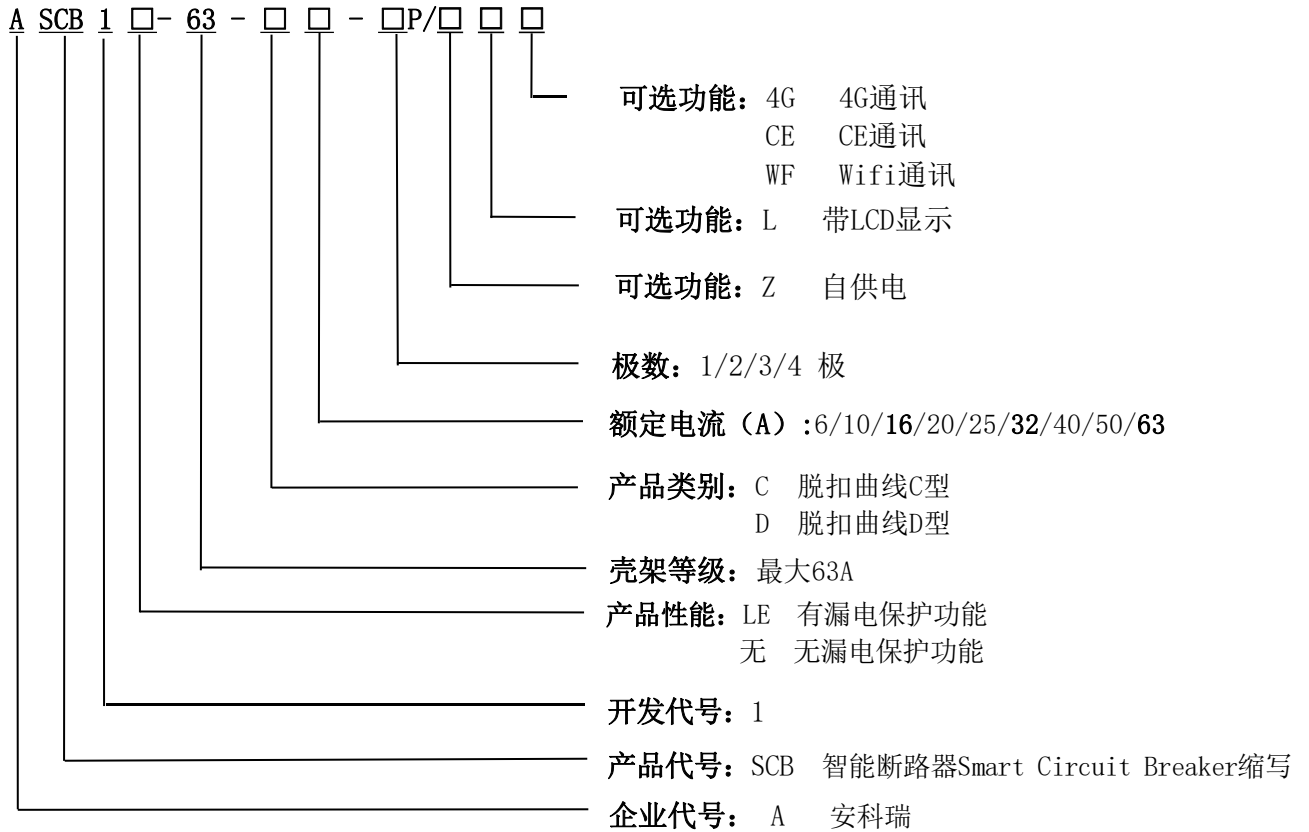 A SCB 1 □- 63 - □ □ - □P/□ □ □
可选功能：4G 4G通讯
CE CE通讯
WF Wifi通讯
可选功能：L 带LCD显示
可选功能：Z 自供电
极数：1/2/3/4 极
额定电流（A）:6/10/16/20/25/32/40/50/63
产品类别：C 脱扣曲线C型
D 脱扣曲线D型
壳架等级：最大63A
产品性能：LE 有漏电保护功能
无 无漏电保护功能
开发代号：1
产品代号：SCB 智能断路器Smart Circuit Breaker缩写
企业代号： A 安科瑞